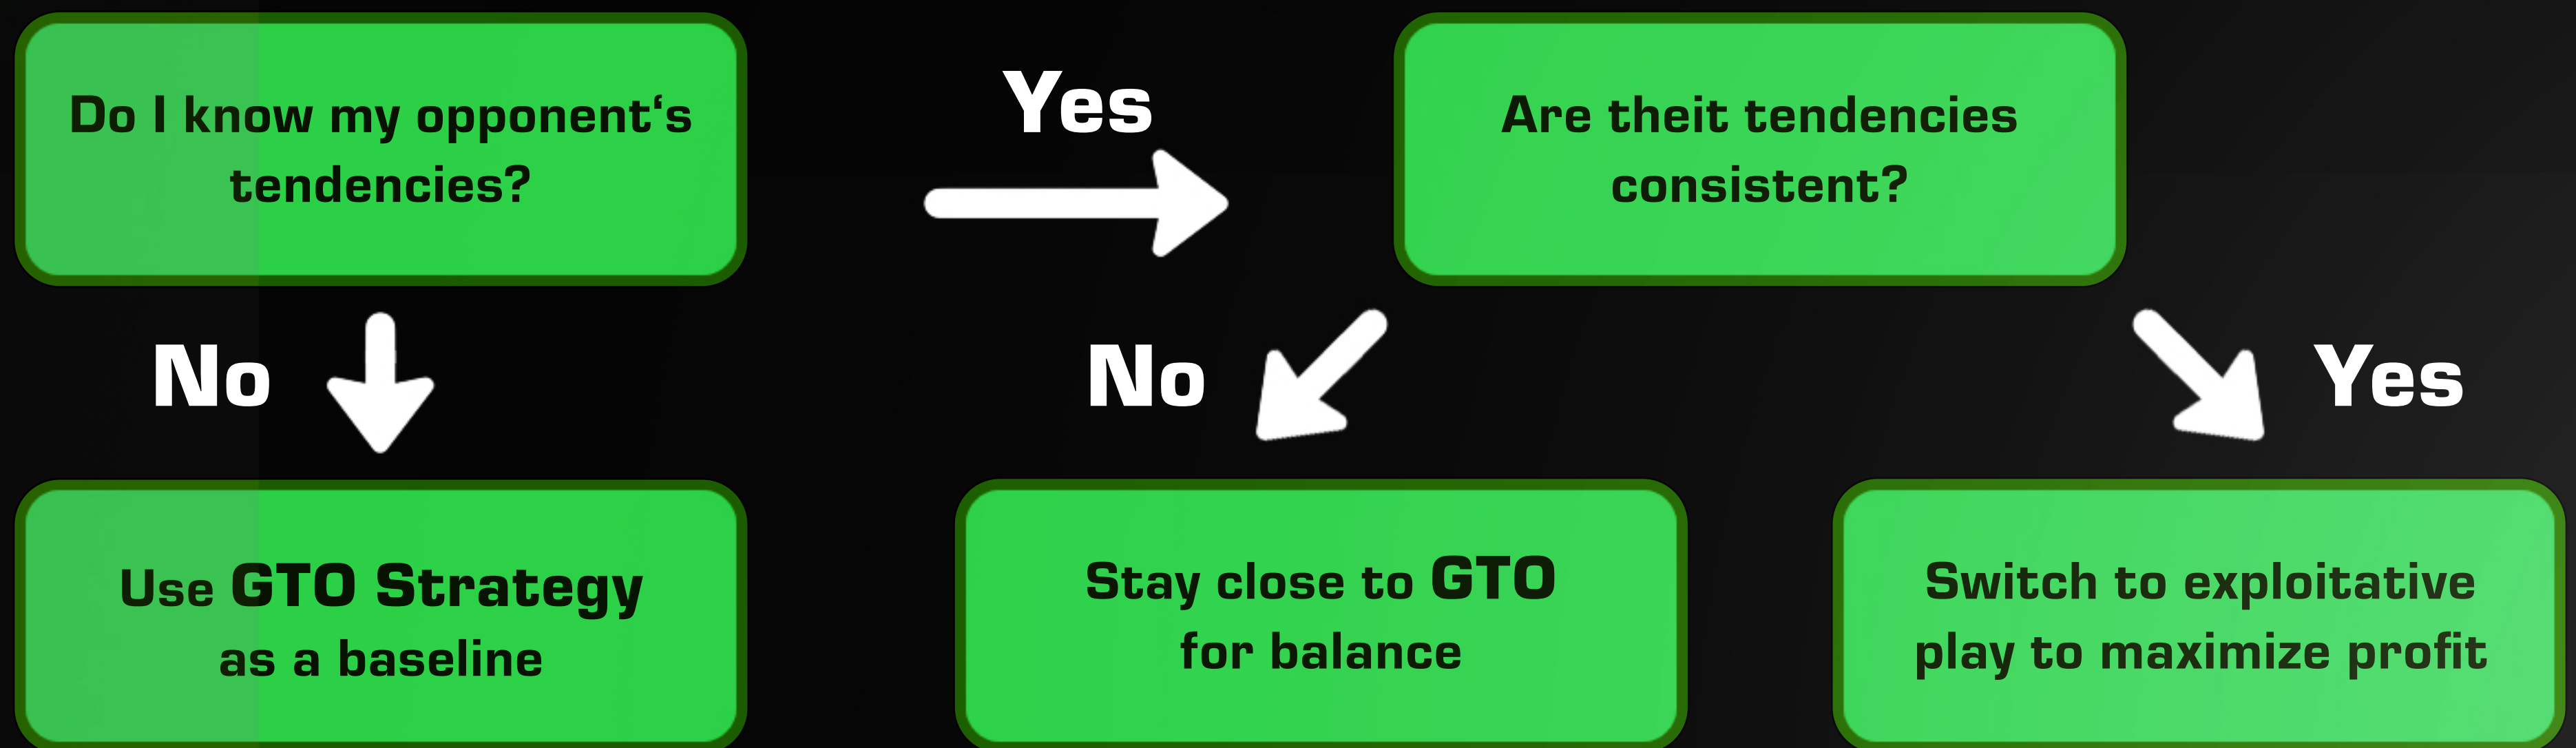 Do I know my opponent‘s
tendencies?
Yes
Are theit tendencies
consistent?
No
No
Yes
Use GTO Strategy
as a baseline
Stay close to GTO
for balance
Switch to exploitative
play to maximize profit